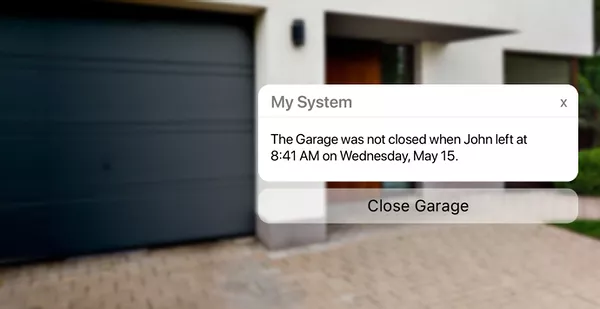 My System x
The Garage was not closed when John left at
8:41 AM on Wednesday, May 15.
Close Garage